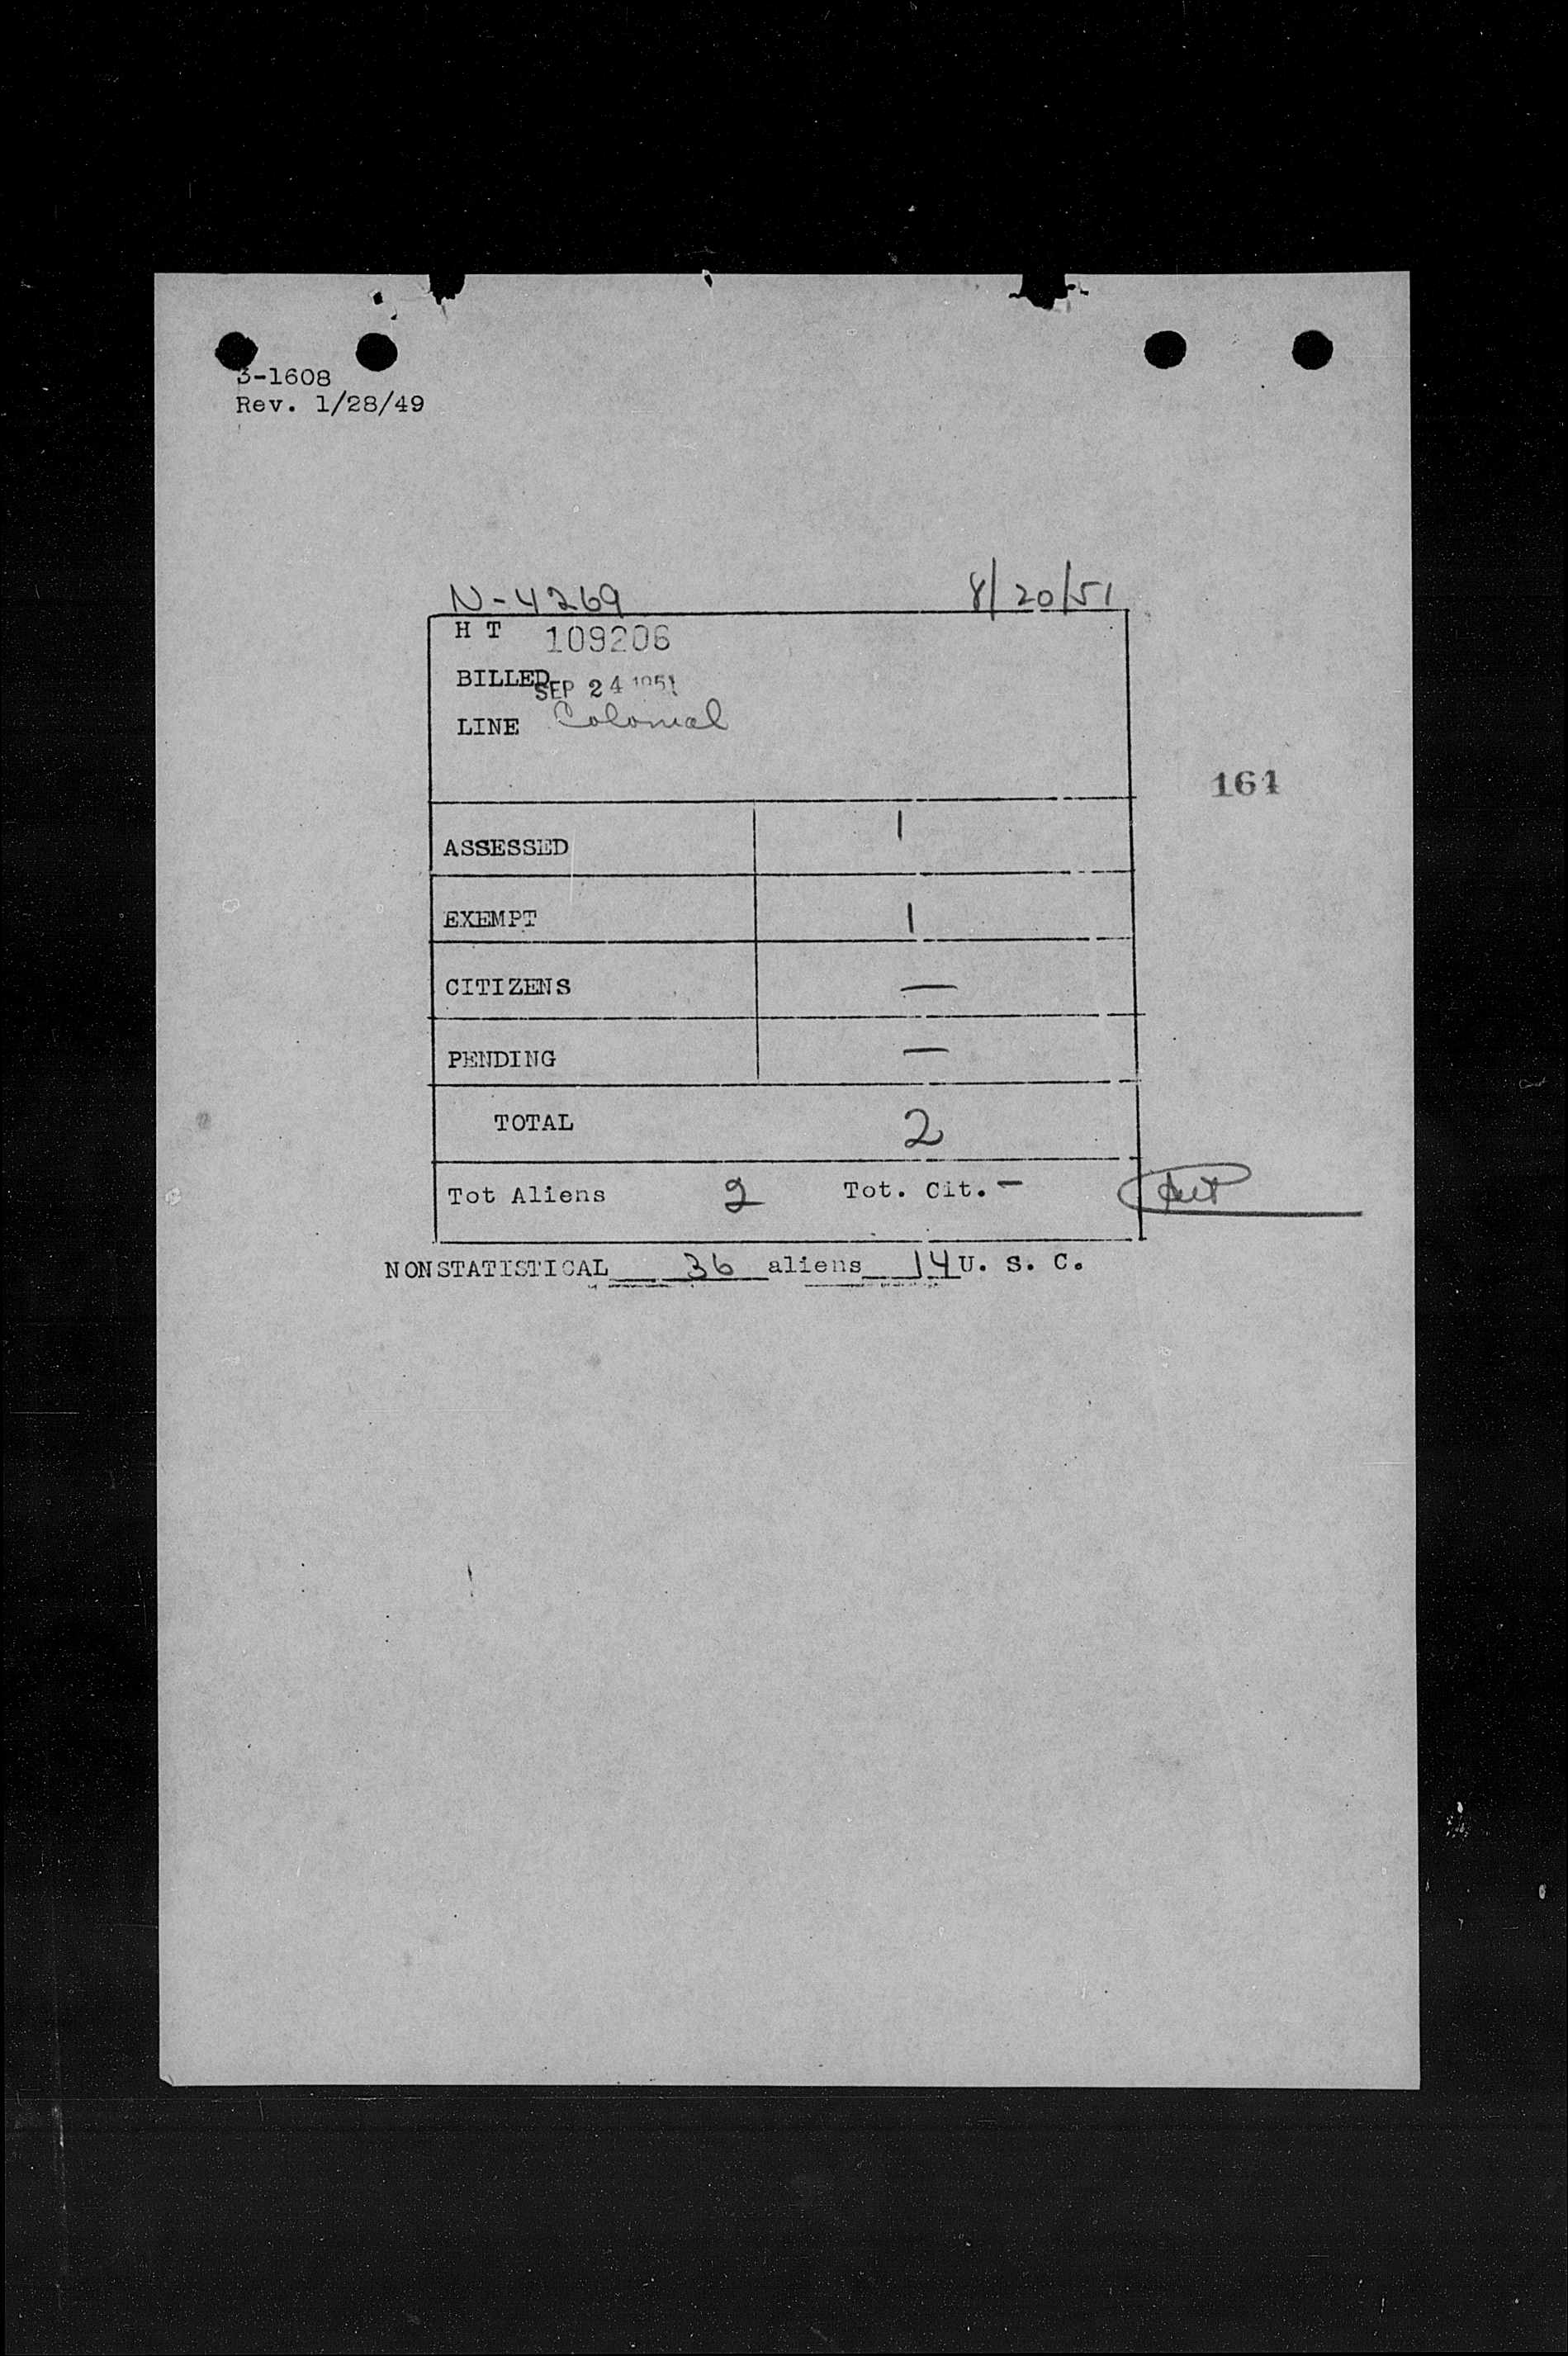 3-1608
Rev. 1/28/49
N-4269 8/20/51
H T 109206
BILLED SEP 24 1951
LINE Colonial
164
ASSESSED 1
EXEMPT 1
CITIZENS —
PENDING —
TOTAL 2
Tot Aliens 2 Tot. Cit. —
NONSTATISTICAL 36 aliens 14 U. S. C.